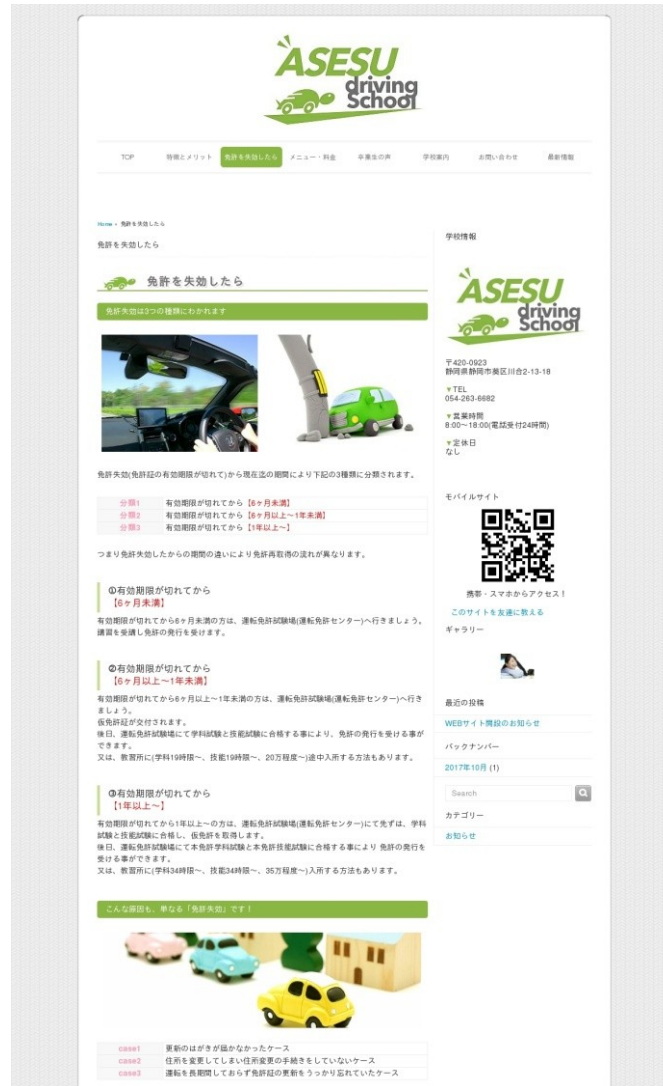 ASESU
driving
School
TOP
特徴とメリット
免許を失効したら
メニュー・料金
卒業生の声
学校案内
お問い合わせ
最新情報
Home » 免許を失効したら
免許を失効したら
免許を失効したら
免許失効は3つの種類にわかれます
免許失効(免許証の有効期限が切れて)から現在迄の期間により下記の3種類に分類されます。
分類1 有効期限が切れてから【6ヶ月未満】
分類2 有効期限が切れてから【6ヶ月以上〜1年未満】
分類3 有効期限が切れてから【1年以上〜】
つまり免許失効したからの期間の違いにより免許再取得の流れが異なります。
①有効期限が切れてから
【6ヶ月未満】
有効期限が切れてから6ヶ月未満の方は、運転免許試験場(運転免許センター)へ行きましょう。
講習を受講し免許の発行を受けます。
②有効期限が切れてから
【6ヶ月以上〜1年未満】
有効期限が切れてから6ヶ月以上〜1年未満の方は、運転免許試験場(運転免許センター)へ行き
ましょう。
仮免許証が交付されます。
後日、運転免許試験場にて学科試験と技能試験に合格する事により、免許の発行を受ける事が
できます。
又は、教習所に(学科19時限〜、技能19時限〜、20万程度〜)途中入所する方法もあります。
③有効期限が切れてから
【1年以上〜】
有効期限が切れてから1年以上〜の方は、運転免許試験場(運転免許センター)にて先ずは、学科
試験と技能試験に合格し、仮免許を取得します。
後日、運転免許試験場にて本免許学科試験と本免許技能試験に合格する事により 免許の発行を
受ける事ができます。
又は、教習所に(学科34時限〜、技能34時限〜、35万程度〜)入所する方法もあります。
こんな原因も、単なる「免許失効」です！
case1 更新のはがきが届かなかったケース
case2 住所を変更してしまい住所変更の手続きをしていないケース
case3 運転を長期間しておらず免許証の更新をうっかり忘れていたケース
学校情報
ASESU
driving
School
〒420-0923
静岡県静岡市葵区川合2-13-18
▼TEL
054-263-6682
▼営業時間
8:00〜18:00(電話受付24時間)
▼定休日
なし
モバイルサイト
携帯・スマホからアクセス！
このサイトを友達に教える
ギャラリー
最近の投稿
WEBサイト開設のお知らせ
バックナンバー
2017年10月 (1)
Search
カテゴリー
お知らせ